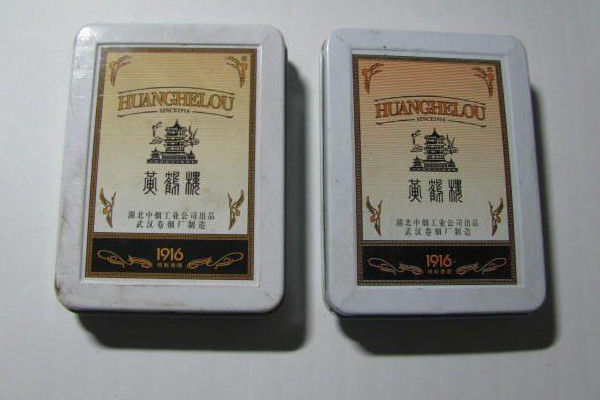 HUANGHELOU
SINCE1916
黄鹤楼
湖北中烟工业公司出品
武汉卷烟厂制造
1916
HUANGHELOU
SINCE1916
黄鹤楼
湖北中烟工业公司出品
武汉卷烟厂制造
1916